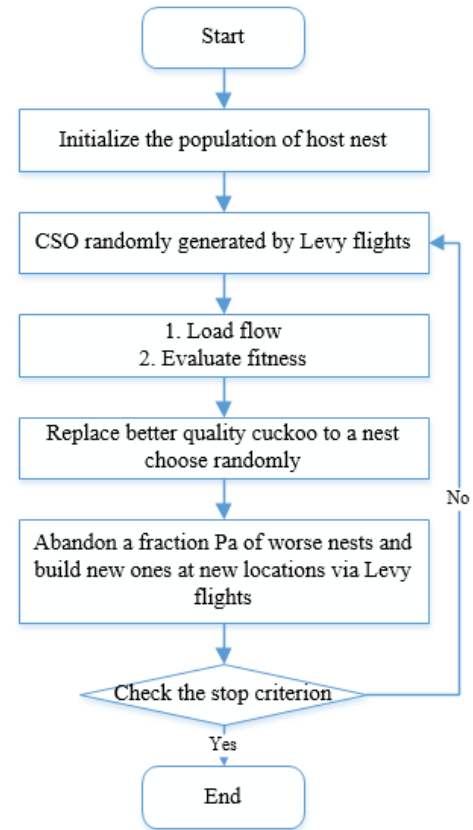 Start
Initialize the population of host nest
CSO randomly generated by Levy flights
1. Load flow
2. Evaluate fitness
Replace better quality cuckoo to a nest
choose randomly
Abandon a fraction Pa of worse nests and
build new ones at new locations via Levy
flights
Check the stop criterion
No
Yes
End